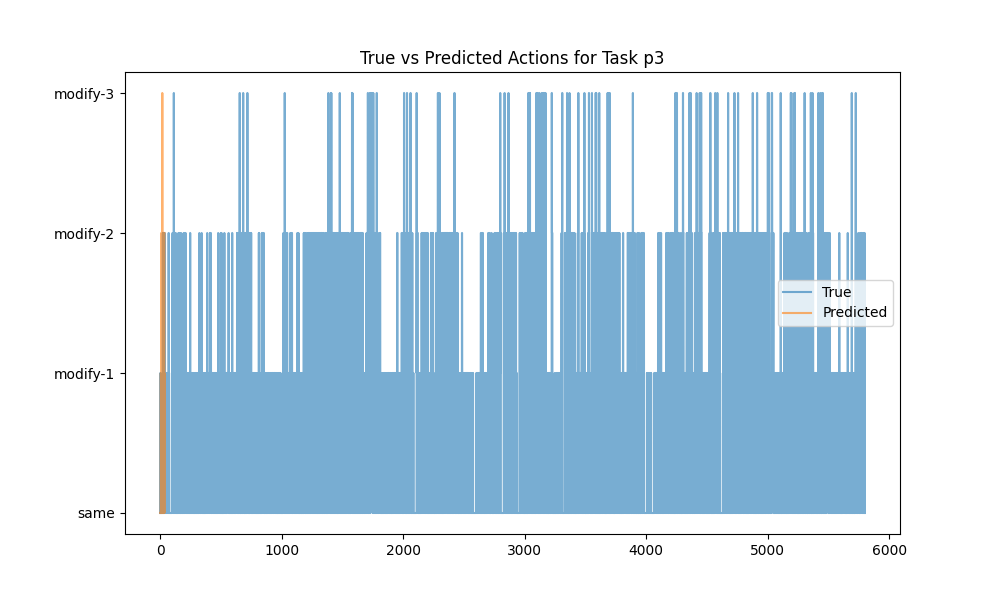 True vs Predicted Actions for Task p3
modify-3
modify-2
modify-1
same
True
Predicted
0 1000 2000 3000 4000 5000 6000